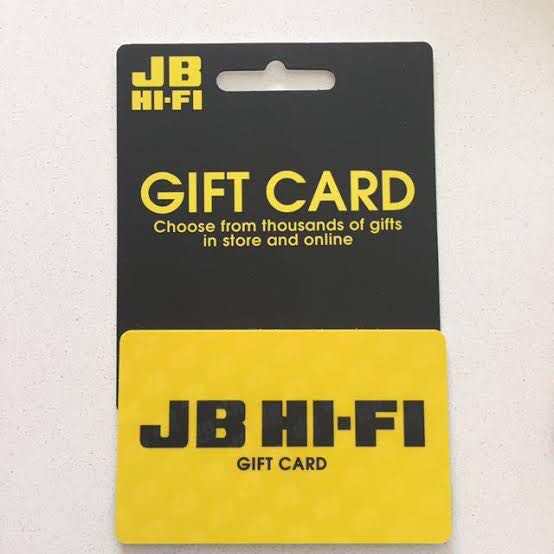 JB
HI-FI
GIFT CARD
Choose from thousands of gifts
in store and online
JB HI-FI
GIFT CARD